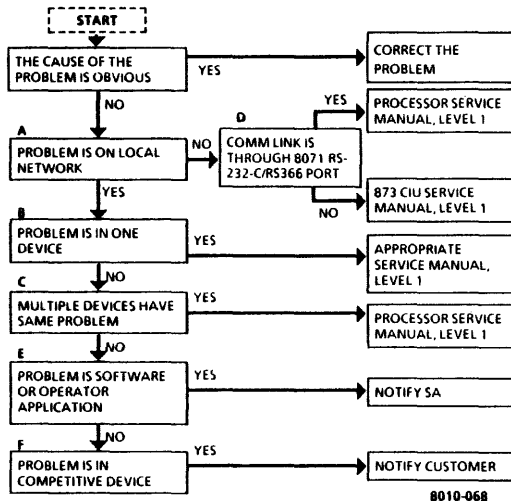 START
THE CAUSE OF THE
PROBLEM IS OBVIOUS
YES
CORRECT THE
PROBLEM
NO
A
PROBLEM IS ON LOCAL
NETWORK
NO
D
COMM LINK IS
THROUGH 8071 RS-
232-C/RS366 PORT
YES
PROCESSOR SERVICE
MANUAL, LEVEL 1
NO
873 CIU SERVICE
MANUAL, LEVEL 1
YES
B
PROBLEM IS IN ONE
DEVICE
YES
APPROPRIATE
SERVICE MANUAL,
LEVEL 1
NO
C
MULTIPLE DEVICES HAVE
SAME PROBLEM
YES
PROCESSOR SERVICE
MANUAL, LEVEL 1
NO
E
PROBLEM IS SOFTWARE
OR OPERATOR
APPLICATION
YES
NOTIFY SA
NO
F
PROBLEM IS IN
COMPETITIVE DEVICE
YES
NOTIFY CUSTOMER
8010-068